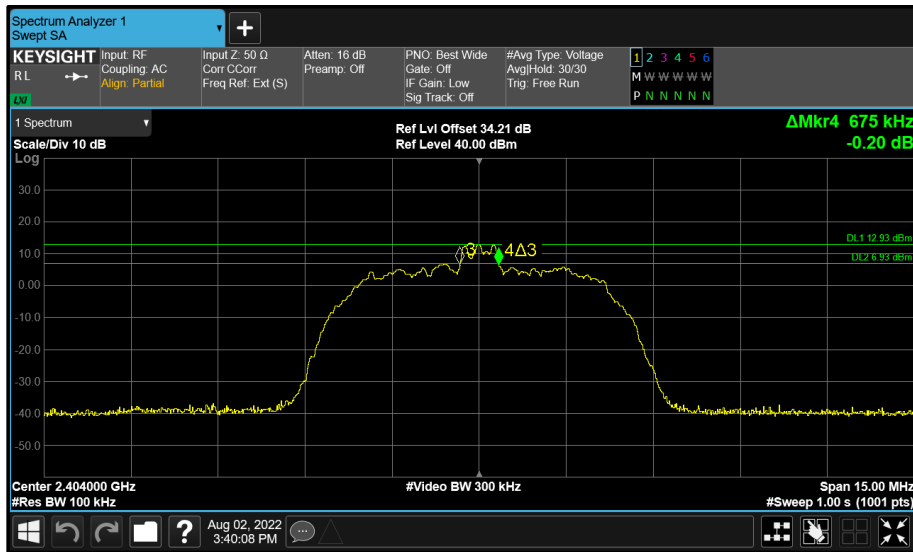 Spectrum Analyzer 1
Swept SA
KEYSIGHT
RL
LXI
Input: RF
Coupling: AC
Align: Partial
Input Z: 50 Ω
Corr CCorr
Freq Ref: Ext (S)
Atten: 16 dB
Preamp: Off
PNO: Best Wide
Gate: Off
IF Gain: Low
Sig Track: Off
#Avg Type: Voltage
Avg|Hold: 30/30
Trig: Free Run
1 2 3 4 5 6
M W W W W W
P N N N N N
1 Spectrum
Scale/Div 10 dB
Ref Lvl Offset 34.21 dB
Ref Level 40.00 dBm
ΔMkr4 675 kHz
-0.20 dB
Log
30.0
20.0
10.0
0.00
-10.0
-20.0
-30.0
-40.0
-50.0
3
4Δ3
DL1 12.93 dBm
DL2 6.93 dBm
Center 2.404000 GHz
#Res BW 100 kHz
#Video BW 300 kHz
Span 15.00 MHz
#Sweep 1.00 s (1001 pts)
?
Aug 02, 2022
3:40:08 PM